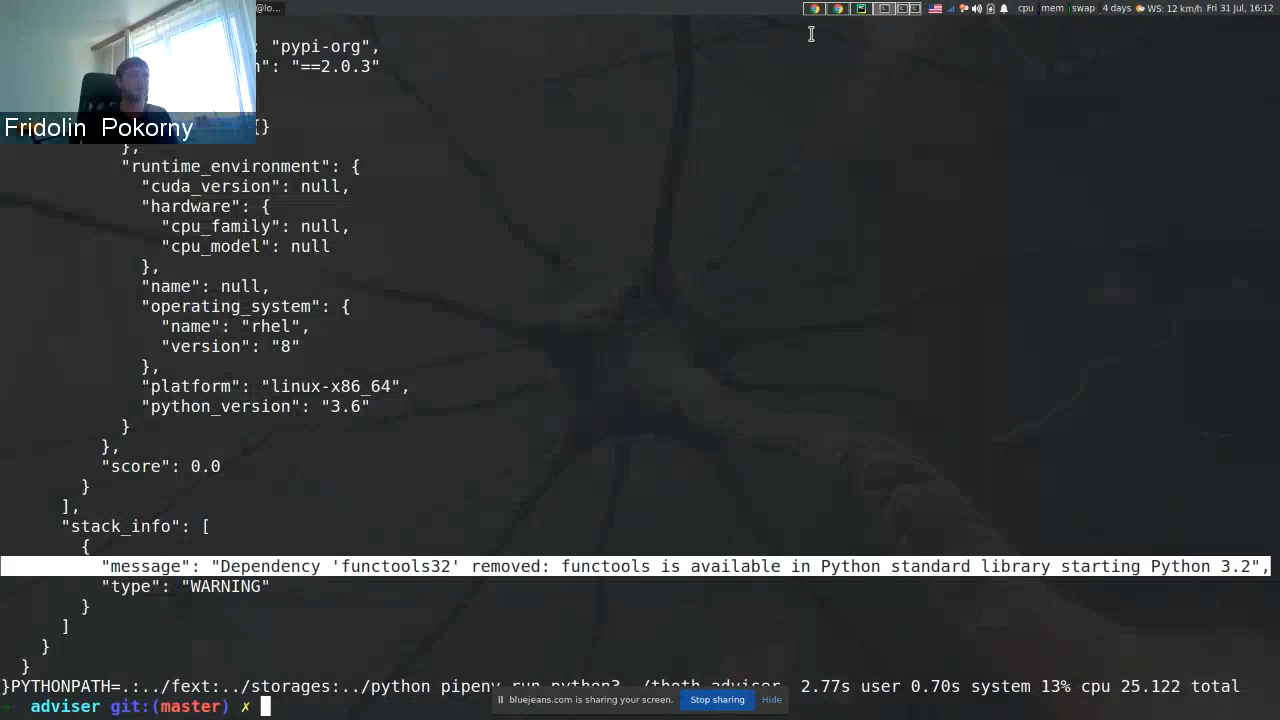 @lo...
cpu mem swap 4 days WS: 12 km/h Fri 31 Jul, 16:12
: "pypi-org",
n": "==2.0.3"
Fridolin Pokorny
{}
},
"runtime_environment": {
"cuda_version": null,
"hardware": {
"cpu_family": null,
"cpu_model": null
},
"name": null,
"operating_system": {
"name": "rhel",
"version": "8"
},
"platform": "linux-x86_64",
"python_version": "3.6"
}
},
"score": 0.0
}
],
"stack_info": [
{
"message": "Dependency 'functools32' removed: functools is available in Python standard library starting Python 3.2",
"type": "WARNING"
}
]
}
}
}PYTHONPATH=.:../fext:../storages:../python pipenv run python3 ./thoth-adviser 2.77s user 0.70s system 13% cpu 25.122 total
→ adviser git:(master) ✗
bluejeans.com is sharing your screen. Stop sharing Hide